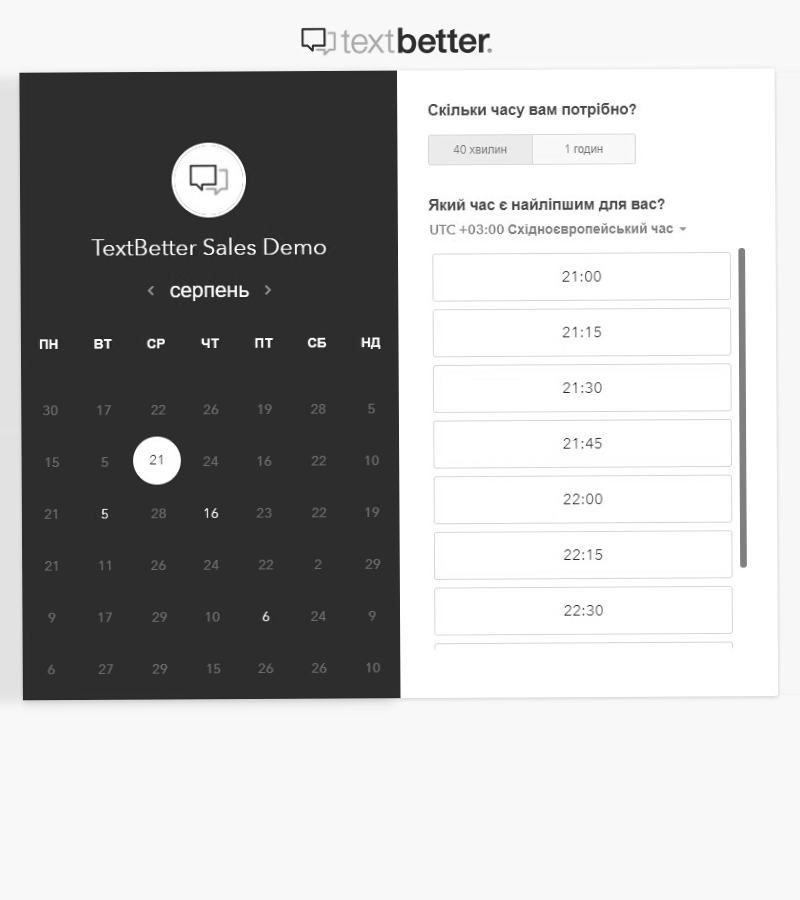 textbetter.
TextBetter Sales Demo
серпень
ПН ВТ СР ЧТ ПТ СБ НД
30 17 22 26 19 28 5
15 5 21 24 16 22 10
21 5 28 16 23 22 19
21 11 26 24 22 2 29
9 17 29 10 6 24 9
6 27 29 15 26 26 10
Скільки часу вам потрібно?
40 хвилин 1 годин
Який час є найліпшим для вас?
UTC +03:00 Східноєвропейський час
21:00
21:15
21:30
21:45
22:00
22:15
22:30